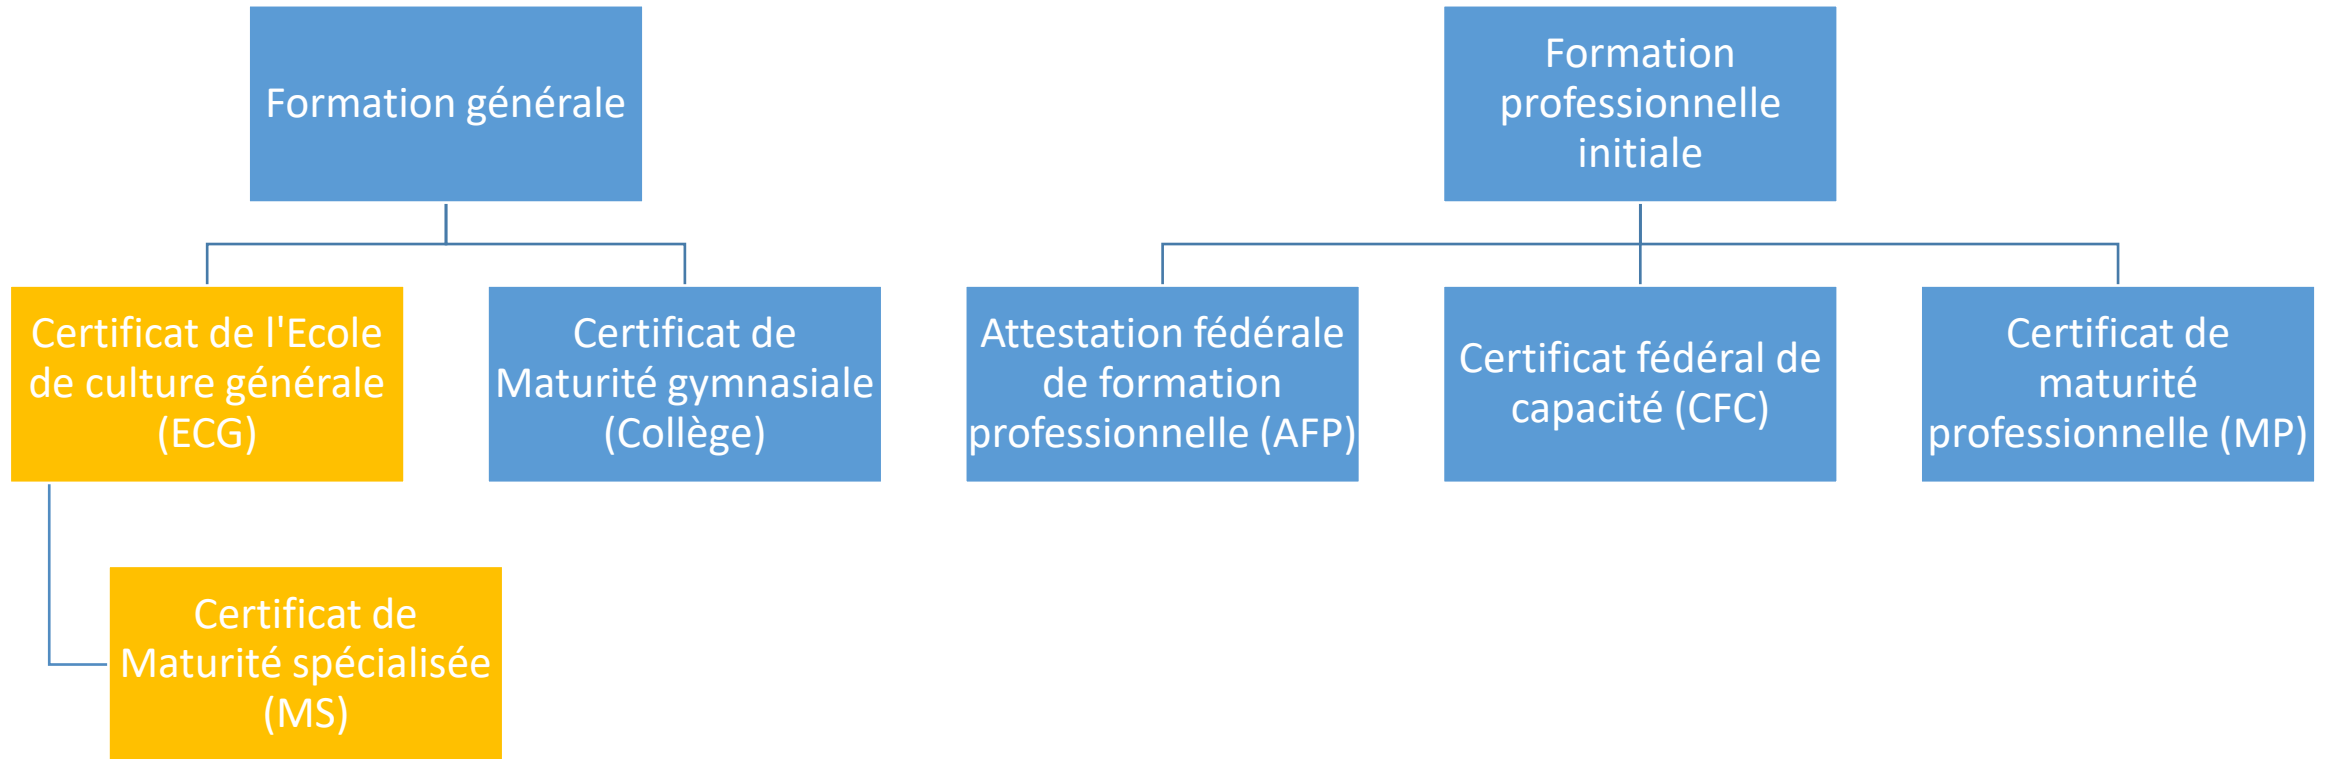 Formation générale
Formation
professionnelle
initiale
Certificat de l'Ecole
de culture générale
(ECG)
Certificat de
Maturité gymnasiale
(Collège)
Attestation fédérale
de formation
professionnelle (AFP)
Certificat fédéral de
capacité (CFC)
Certificat de
maturité
professionnelle (MP)
Certificat de
Maturité spécialisée
(MS)